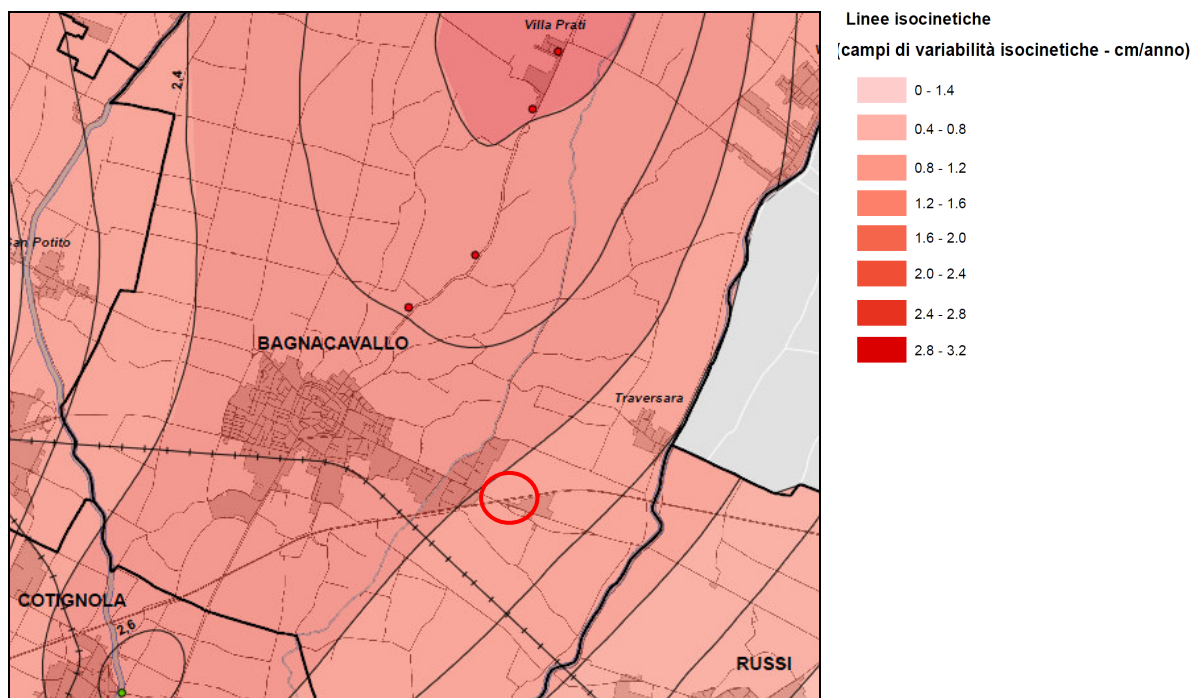 Villa Prati
2,4
an Potito
BAGNACAVALLO
Traversara
COTIGNOLA
2,6
RUSSI
Linee isocinetiche
(campi di variabilità isocinetiche - cm/anno)
0 - 1.4
0.4 - 0.8
0.8 - 1.2
1.2 - 1.6
1.6 - 2.0
2.0 - 2.4
2.4 - 2.8
2.8 - 3.2